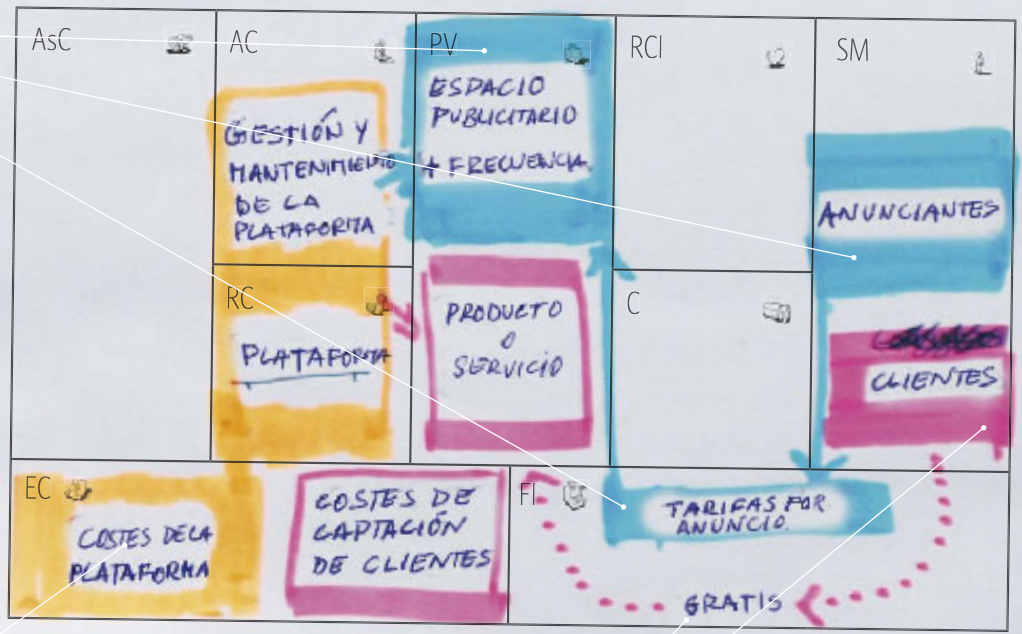 AsC
AC
GESTIÓN Y
MANTENIMIENTO
DE LA
PLATAFORMA
RC
PLATAFORMA
PV
ESPACIO
PUBLICITARIO
+ FRECUENCIA.
PRODUCTO
O
SERVICIO
RCl
C
SM
ANUNCIANTES
CLIENTES
EC
COSTES DE LA
PLATAFORMA
COSTES DE
CAPTACIÓN
DE CLIENTES
FI
TARIFAS POR
ANUNCIO.
GRATIS